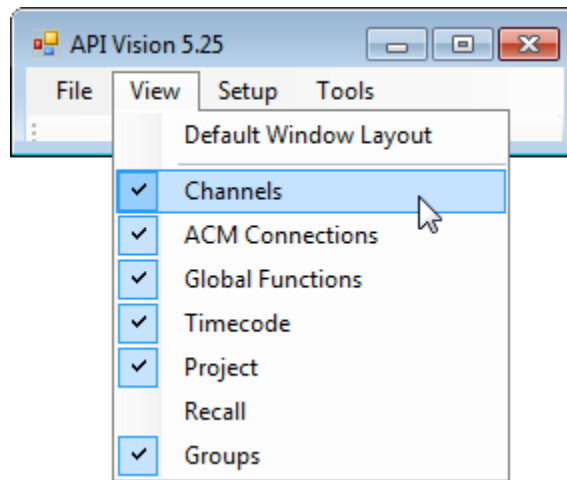 API Vision 5.25
File View Setup Tools
Default Window Layout
Channels
ACM Connections
Global Functions
Timecode
Project
Recall
Groups